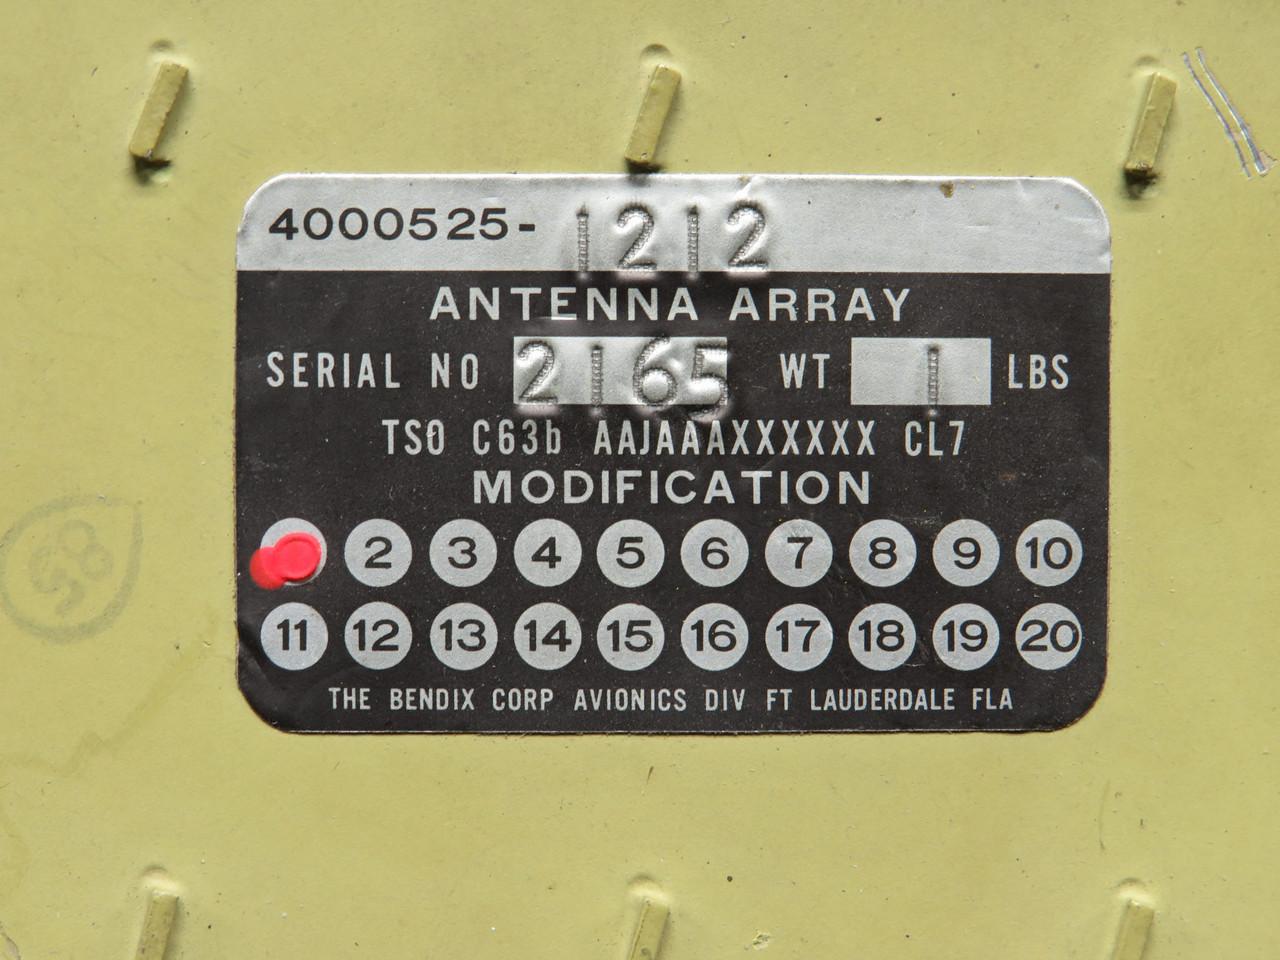 4000525-1212
ANTENNA ARRAY
SERIAL NO 2165 WT 1 LBS
TSO C63b AAJAAAXXXXXX CL7
MODIFICATION
2 3 4 5 6 7 8 9 10
11 12 13 14 15 16 17 18 19 20
THE BENDIX CORP AVIONICS DIV FT LAUDERDALE FLA